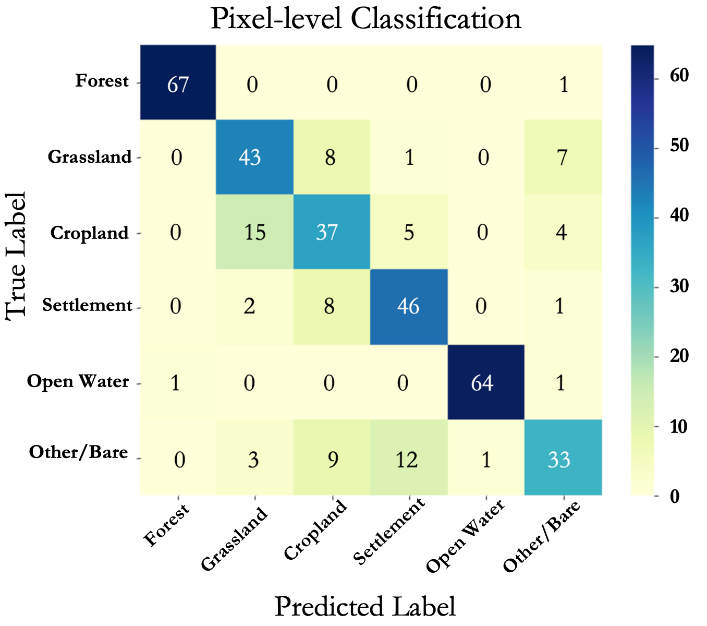 Pixel-level Classification
Forest 67 0 0 0 0 1
Grassland 0 43 8 1 0 7
Cropland 0 15 37 5 0 4
Settlement 0 2 8 46 0 1
Open Water 1 0 0 0 64 1
Other/Bare 0 3 9 12 1 33
True Label
Forest Grassland Cropland Settlement Open Water Other/Bare
Predicted Label
60
50
40
30
20
10
0